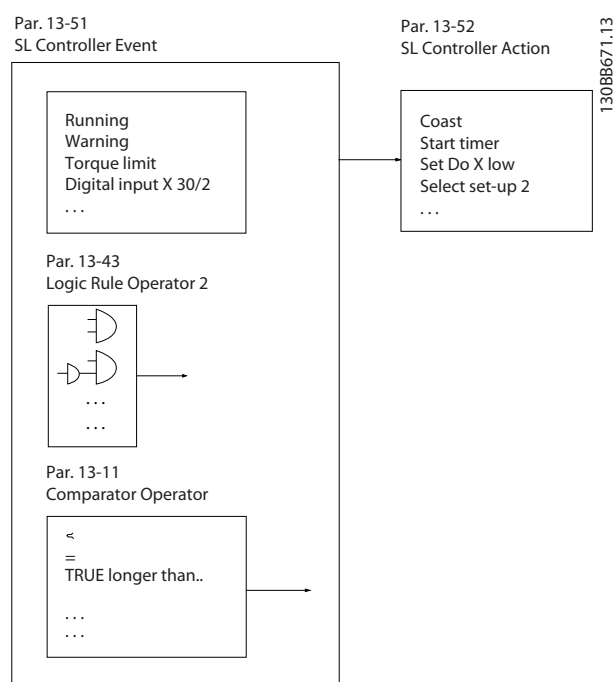 Par. 13-51
SL Controller Event
Par. 13-52
SL Controller Action
130BB671.13
Running
Warning
Torque limit
Digital input X 30/2
. . .
Coast
Start timer
Set Do X low
Select set-up 2
. . .
Par. 13-43
Logic Rule Operator 2
. . .
. . .
Par. 13-11
Comparator Operator
<
=
TRUE longer than..
. . .
. . .